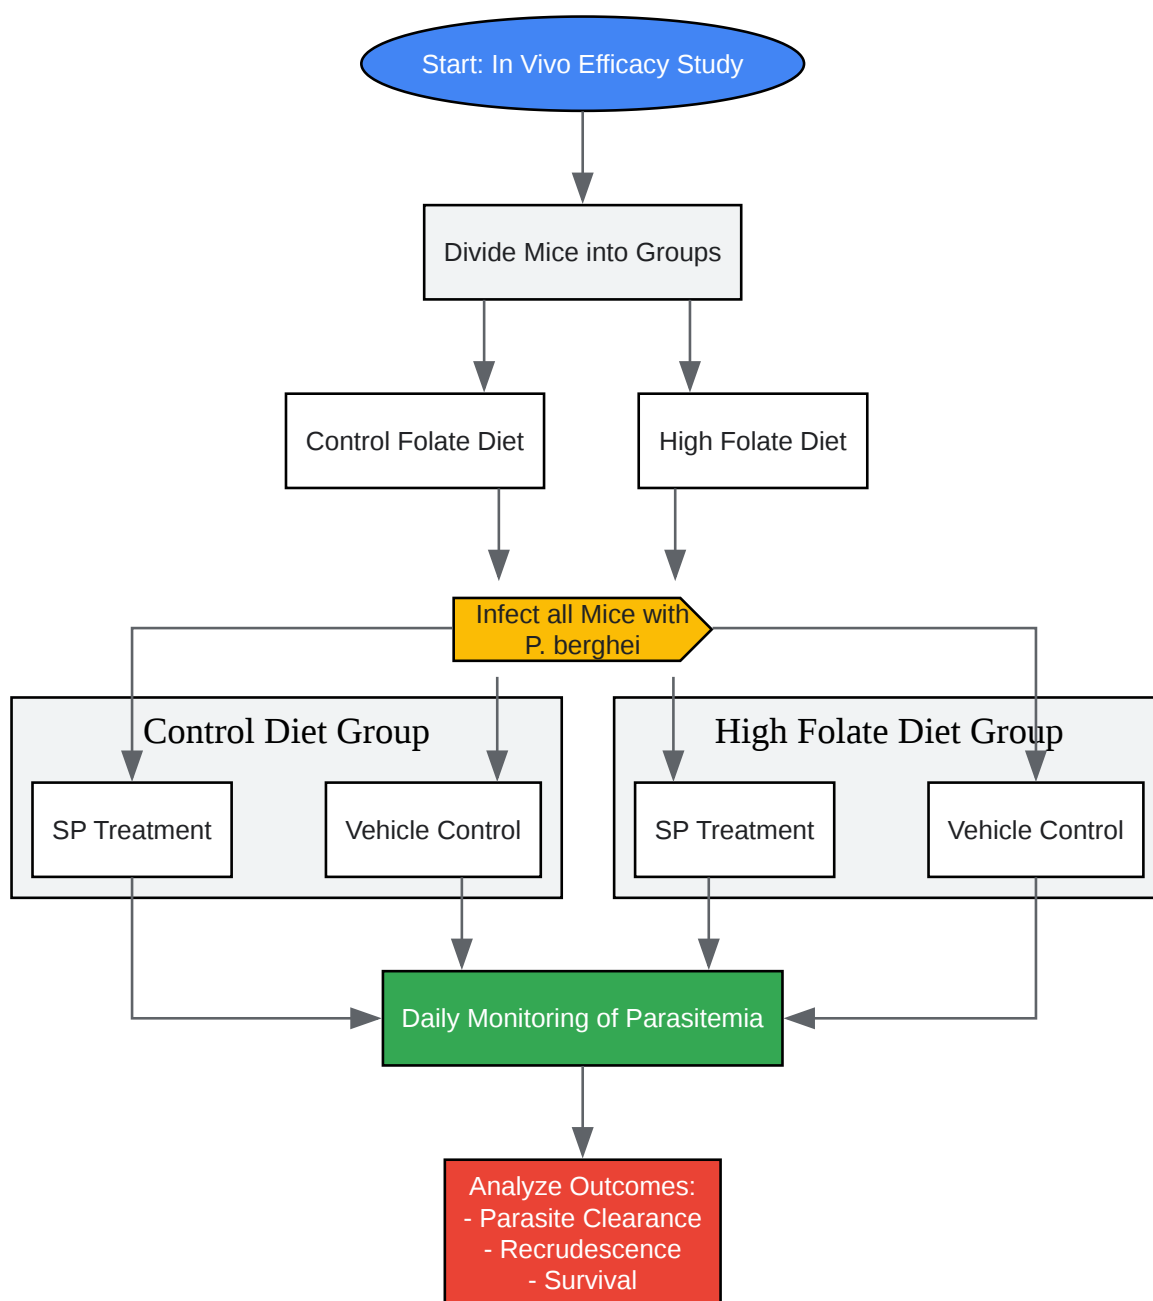 Start: In Vivo Efficacy Study
Divide Mice into Groups
Control Folate Diet
High Folate Diet
Infect all Mice with
P. berghei
Control Diet Group
High Folate Diet Group
SP Treatment
Vehicle Control
SP Treatment
Vehicle Control
Daily Monitoring of Parasitemia
Analyze Outcomes:
- Parasite Clearance
- Recrudescence
- Survival